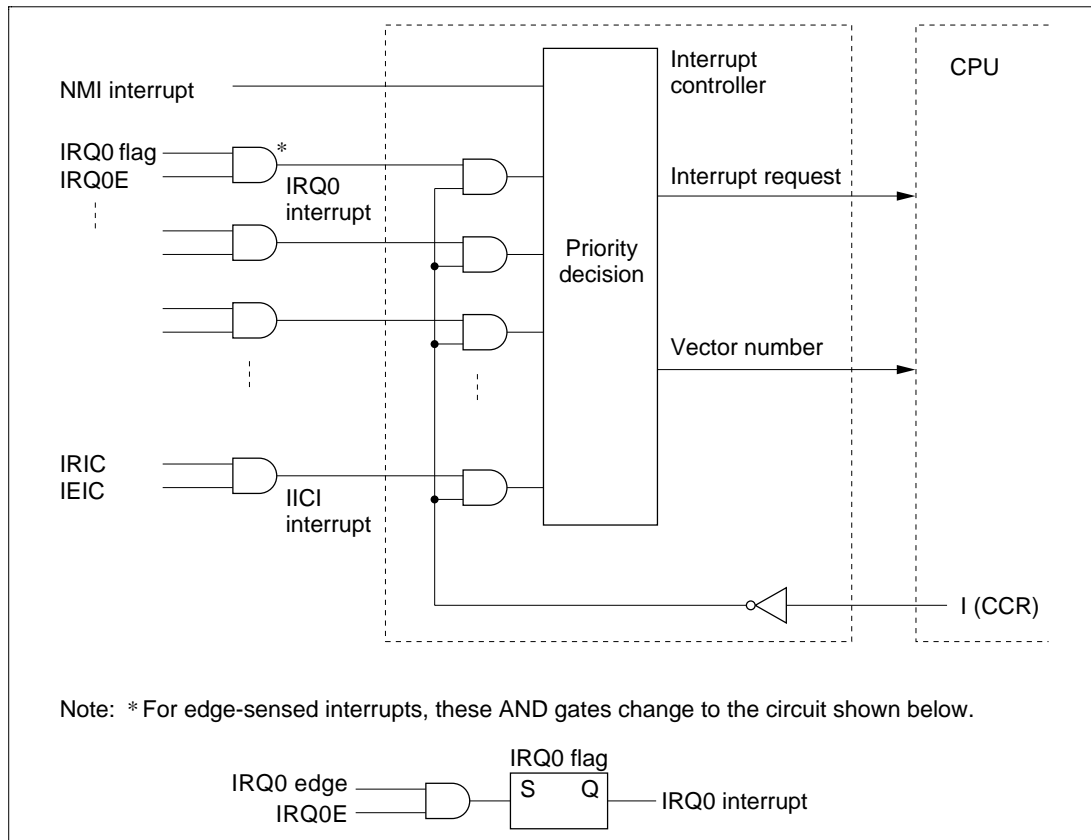 Interrupt
controller
CPU
NMI interrupt
IRQ0 flag
*
IRQ0E
IRQ0
interrupt
Interrupt request
Priority
decision
Vector number
IRIC
IEIC
IICI
interrupt
I (CCR)
Note: * For edge-sensed interrupts, these AND gates change to the circuit shown below.
IRQ0 flag
IRQ0 edge
S Q
IRQ0 interrupt
IRQ0E